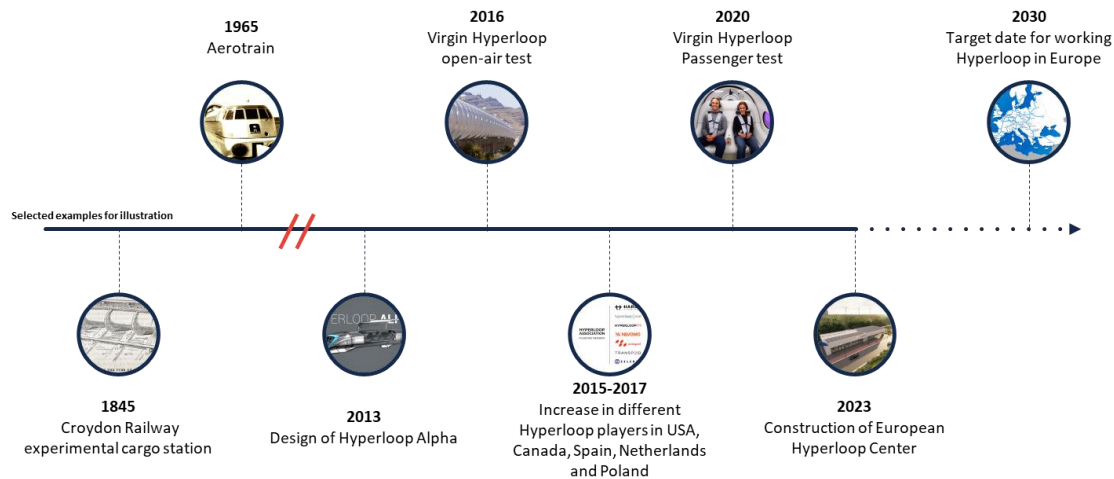 1965
Aerotrain
2016
Virgin Hyperloop
open-air test
2020
Virgin Hyperloop
Passenger test
2030
Target date for working
Hyperloop in Europe
Selected examples for illustration
1845
Croydon Railway
experimental cargo station
2013
Design of Hyperloop Alpha
HYPERLOOP
ASSOCIATION
2015-2017
Increase in different
Hyperloop players in USA,
Canada, Spain, Netherlands
and Poland
2023
Construction of European
Hyperloop Center